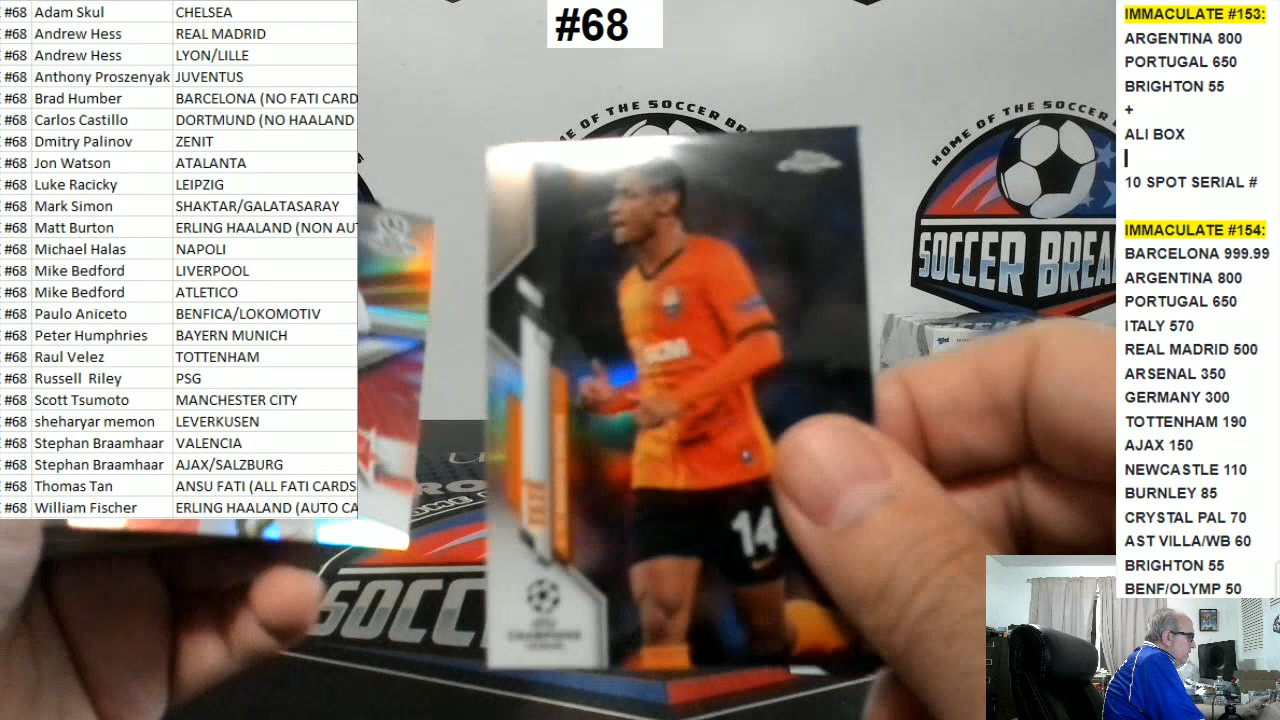 #68 Adam Skul CHELSEA
#68 Andrew Hess REAL MADRID
#68 Andrew Hess LYON/LILLE
#68 Anthony Proszenyak JUVENTUS
#68 Brad Humber BARCELONA (NO FATI CARD
#68 Carlos Castillo DORTMUND (NO HAALAND
#68 Dmitry Palinov ZENIT
#68 Jon Watson ATALANTA
#68 Luke Racicky LEIPZIG
#68 Mark Simon SHAKTAR/GALATASARAY
#68 Matt Burton ERLING HAALAND (NON AUT
#68 Michael Halas NAPOLI
#68 Mike Bedford LIVERPOOL
#68 Mike Bedford ATLETICO
#68 Paulo Aniceto BENFICA/LOKOMOTIV
#68 Peter Humphries BAYERN MUNICH
#68 Raul Velez TOTTENHAM
#68 Russell Riley PSG
#68 Scott Tsumoto MANCHESTER CITY
#68 sheharyar memon LEVERKUSEN
#68 Stephan Braamhaar VALENCIA
#68 Stephan Braamhaar AJAX/SALZBURG
#68 Thomas Tan ANSU FATI (ALL FATI CARDS
#68 William Fischer ERLING HAALAND (AUTO CA
#68
OF THE SOCCER BR
HOME OF THE SOCCER
SOCCER BREA
14
CHAMPIONS
SOCC
IMMACULATE #153:
ARGENTINA 800
PORTUGAL 650
BRIGHTON 55
+
ALI BOX
10 SPOT SERIAL #
IMMACULATE #154:
BARCELONA 999.99
ARGENTINA 800
PORTUGAL 650
ITALY 570
REAL MADRID 500
ARSENAL 350
GERMANY 300
TOTTENHAM 190
AJAX 150
NEWCASTLE 110
BURNLEY 85
CRYSTAL PAL 70
AST VILLA/WB 60
BRIGHTON 55
BENF/OLYMP 50